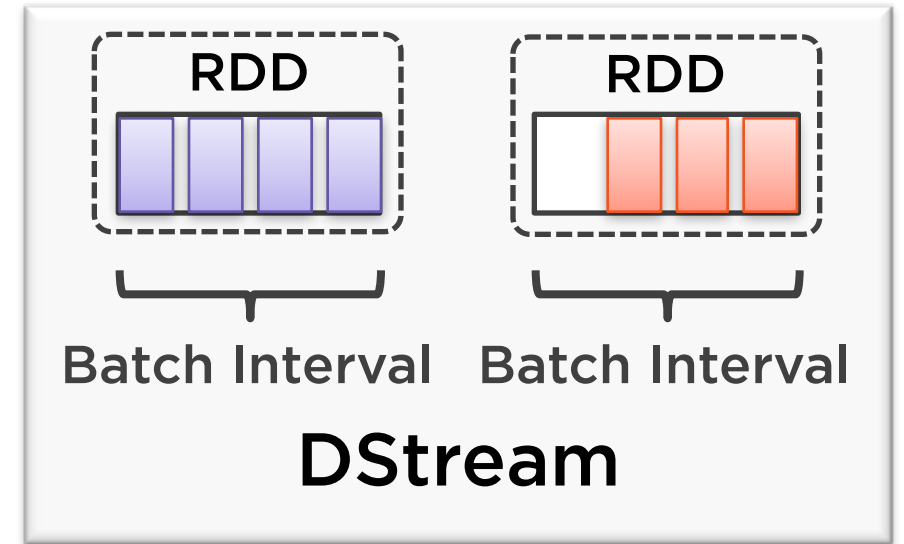 RDD
RDD
Batch Interval
Batch Interval
DStream